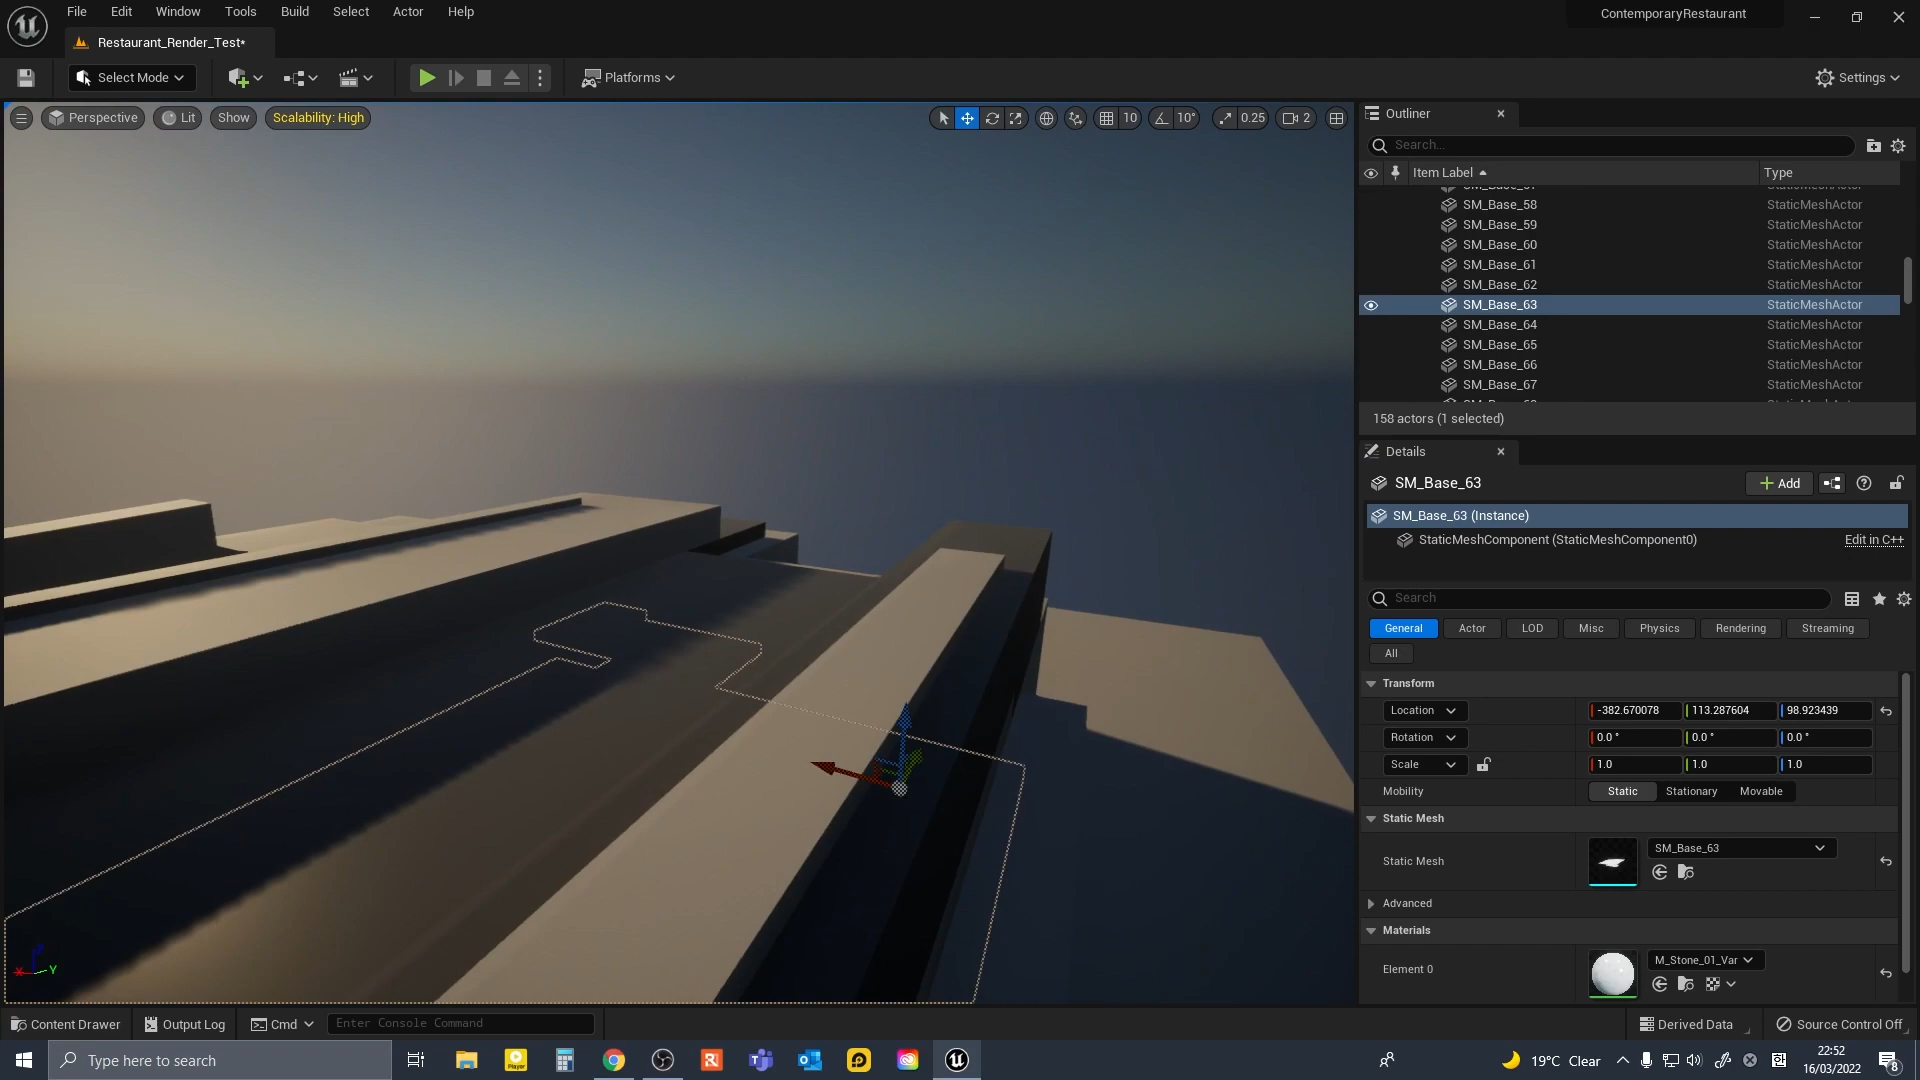 File Edit Window Tools Build Select Actor Help
ContemporaryRestaurant
Restaurant_Render_Test*
Select Mode
Platforms
Settings
Perspective Lit Show Scalability: High
10 10° 0.25 2
Outliner
Search...
Item Label Type
SM_Base_58 StaticMeshActor
SM_Base_59 StaticMeshActor
SM_Base_60 StaticMeshActor
SM_Base_61 StaticMeshActor
SM_Base_62 StaticMeshActor
SM_Base_63 StaticMeshActor
SM_Base_64 StaticMeshActor
SM_Base_65 StaticMeshActor
SM_Base_66 StaticMeshActor
SM_Base_67 StaticMeshActor
158 actors (1 selected)
Details
SM_Base_63
Add
SM_Base_63 (Instance)
StaticMeshComponent (StaticMeshComponent0) Edit in C++
Search
General Actor LOD Misc Physics Rendering Streaming
All
Transform
Location -382.670078 113.287604 98.923439
Rotation 0.0 ° 0.0 ° 0.0 °
Scale 1.0 1.0 1.0
Mobility Static Stationary Movable
Static Mesh
Static Mesh SM_Base_63
Advanced
Materials
Element 0 M_Stone_01_Var
X Y
Content Drawer Output Log Cmd Enter Console Command
Derived Data Source Control Off
Type here to search
Player
19°C Clear
22:52
16/03/2022
8